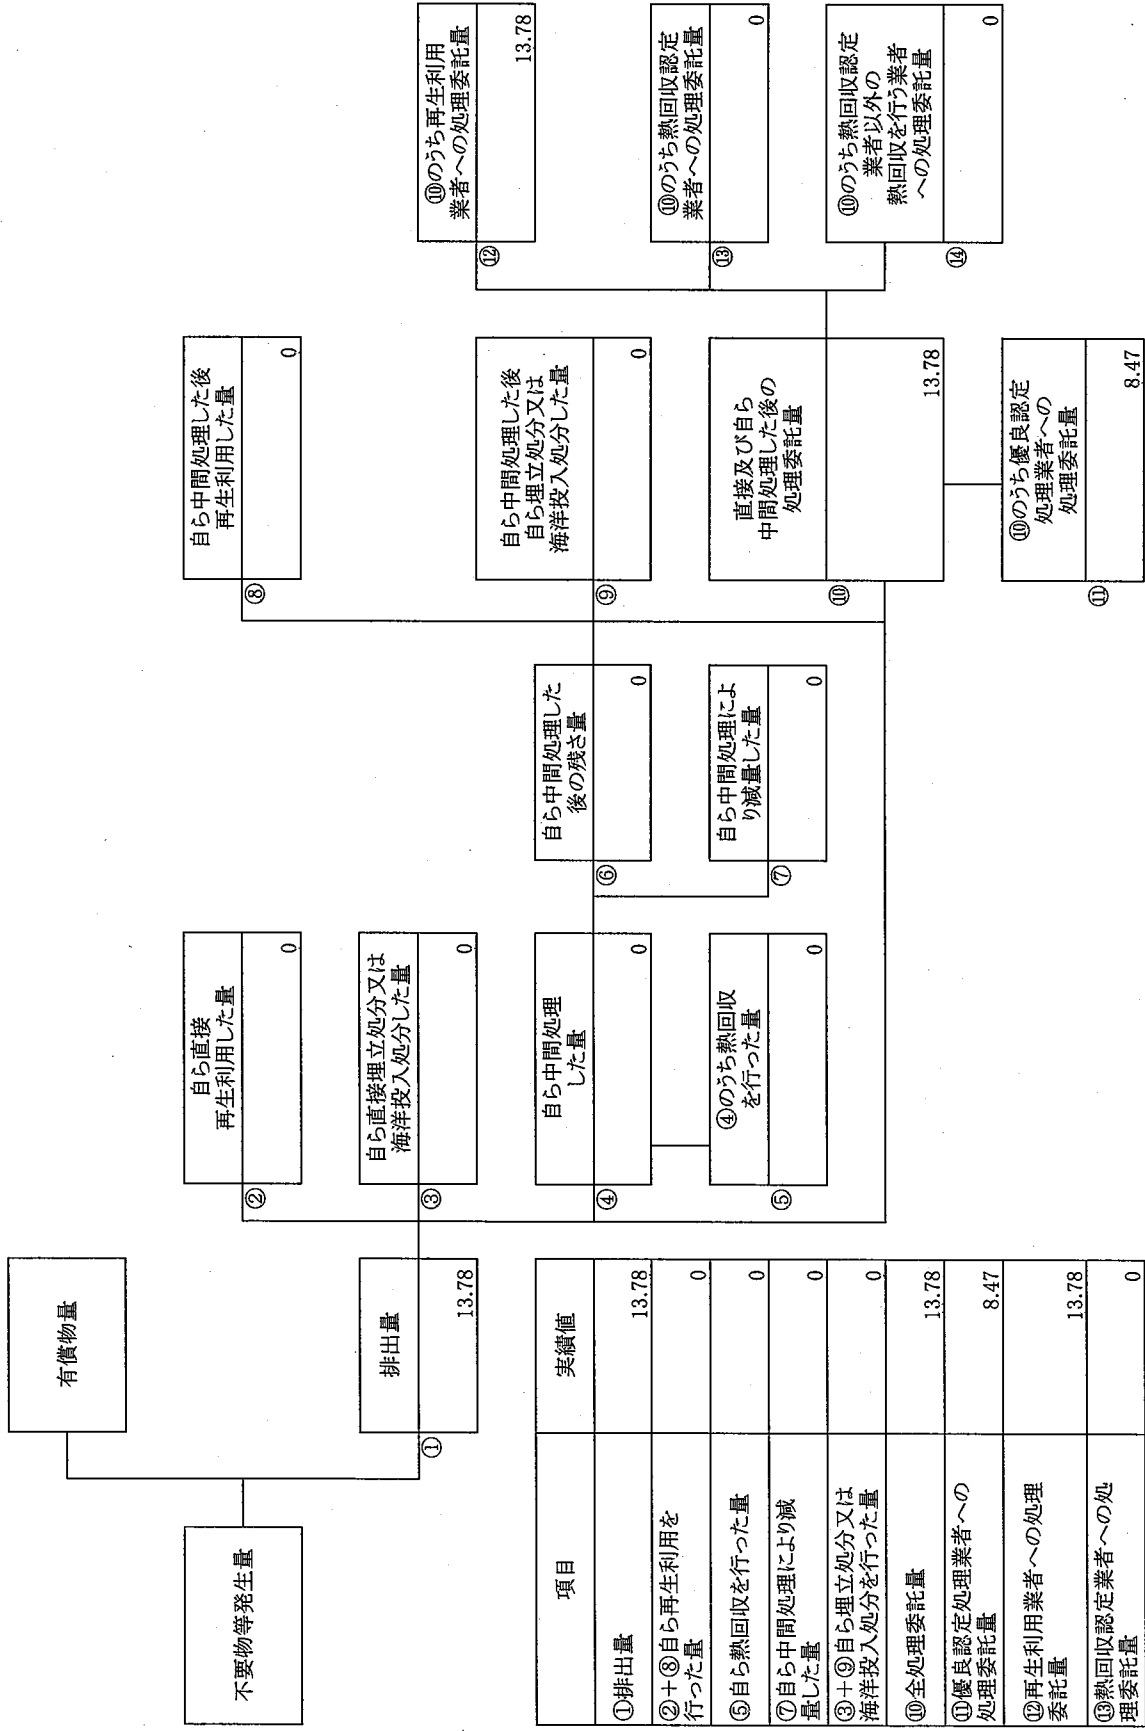 不要物等発生量
有償物量
排出量
①
13.78
自ら直接
再生利用した量
②
0
自ら直接埋立処分又は
海洋投入処分した量
③
0
自ら中間処理
した量
④
0
④のうち熱回収
を行った量
⑤
0
自ら中間処理した
後の残さ量
⑥
0
自ら中間処理によ
り減量した量
⑦
0
自ら中間処理した後
再生利用した量
⑧
0
自ら中間処理した後
自ら埋立処分又は
海洋投入処分した量
⑨
0
直接及び自ら
中間処理した後の
処理委託量
⑩
13.78
⑩のうち優良認定
処理業者への
処理委託量
⑪
8.47
⑩のうち再生利用
業者への処理委託量
⑫
13.78
⑩のうち熱回収認定
業者への処理委託量
⑬
0
⑩のうち熱回収認定
業者以外の
熱回収を行う業者
への処理委託量
⑭
0
項目 実績値
①排出量 13.78
②+⑧自ら再生利用を
行った量 0
⑤自ら熱回収を行った量 0
⑦自ら中間処理により減
量した量 0
③+⑨自ら埋立処分又は
海洋投入処分を行った量 0
⑩全処理委託量 13.78
⑪優良認定処理業者への
処理委託量 8.47
⑫再生利用業者への処理
委託量 13.78
⑬熱回収認定業者への処
理委託量 0